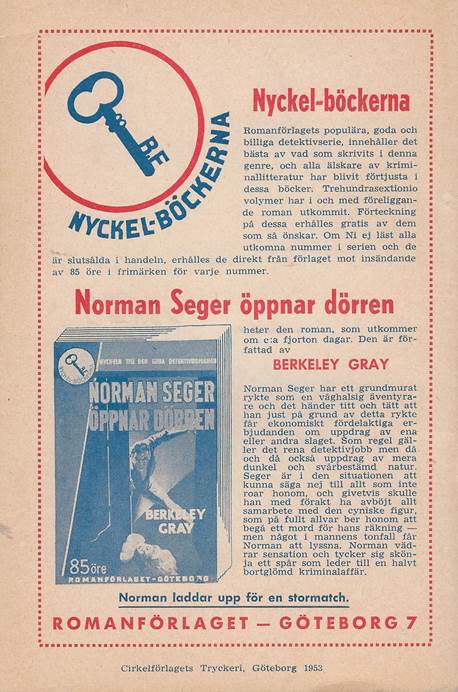 R.F.
NYCKEL-BÖCKERNA
Nyckel-böckerna
Romanförlagets populära, goda och
billiga detektivserie, innehåller det
bästa av vad som skrivits i denna
genre, och alla älskare av krimi-
nallitteratur har blivit förtjusta i
dessa böcker. Trehundrasextionio
volymer har i och med föreliggan-
de roman utkommit. Förteckning
på dessa erhålles gratis av dem
som så önskar. Om Ni ej läst alla
utkomna nummer i serien och de
är slutsålda i handeln, erhålles de direkt från förlaget mot insändande
av 85 öre i frimärken för varje nummer.
Norman Seger öppnar dörren
heter den roman, som utkommer
om c:a fjorton dagar. Den är för-
fattad av
BERKELEY GRAY
Norman Seger har ett grundmurat
rykte som en våghalsig äventyra-
re och det händer titt och tätt att
han just på grund av detta rykte
får ekonomiskt fördelaktiga er-
bjudanden om uppdrag av ena
eller andra slaget. Som regel gäl-
ler det rena detektivjobb men då
och då också uppdrag av mera
dunkel och svårbestämd natur.
Seger är i den situationen att
kunna säga nej till allt som inte
roar honom, och givetvis skulle
han med förakt ha avböjt allt
samarbete med den cyniske figur,
som på fullt allvar ber honom att
begå ett mord för hans räkning —
men något i mannens tonfall får
Norman att lyssna. Norman väd-
rar sensation och tycker sig skön-
ja ett spår som leder till en halvt
bortglömd kriminalaffär.
NYCKELN TILL DEN GODA DETEKTIVROMANEN
NORMAN SEGER
ÖPPNAR DÖRREN
BERKELEY
GRAY
85 öre
ROMANFÖRLAGET-GÖTEBORG
Norman laddar upp för en stormatch.
ROMANFÖRLAGET — GÖTEBORG 7
Cirkelförlagets Tryckeri, Göteborg 1953